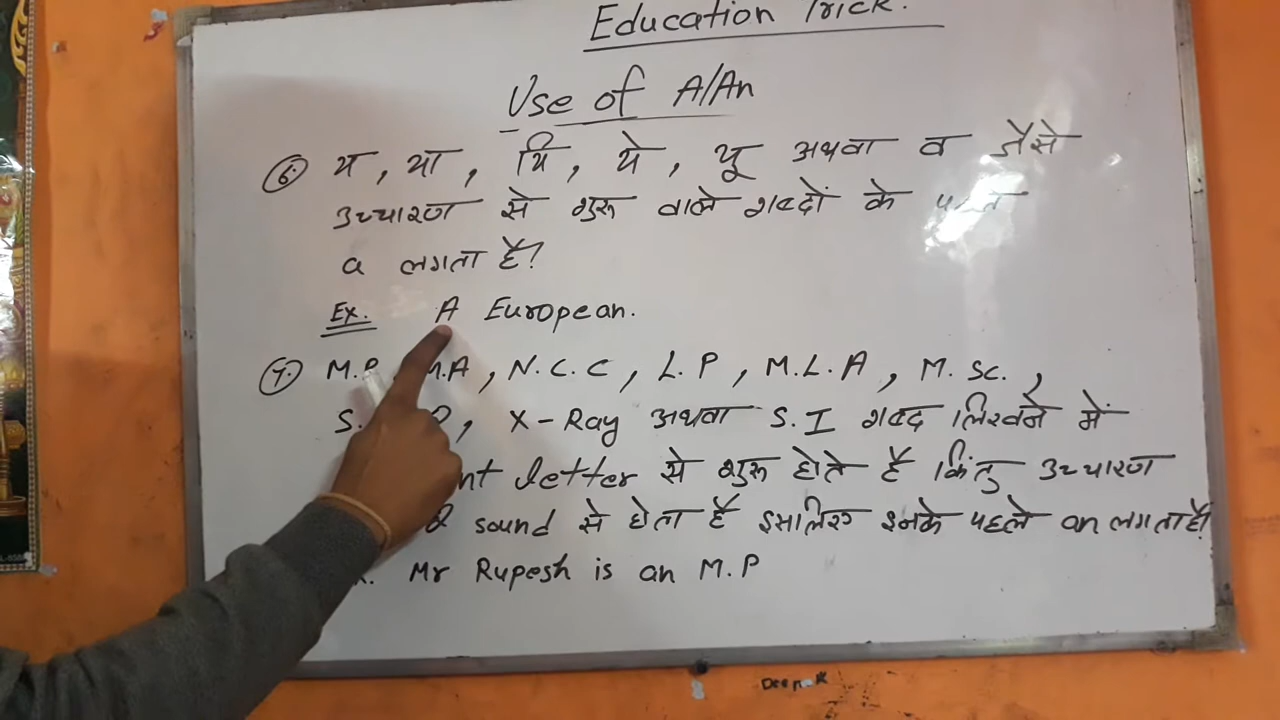 Education Trick.
Use of A/An
6. य, या, यि, ये, यू अथवा व जैसे
उच्चारण से शुरू वाले शब्दों के
a लगता है?
Ex. A European.
7. M.P, M.A, N.C.C, L.P, M.L.A, M.Sc.,
S. P, X-Ray अथवा S.I शब्द लिखने में
letter से शुरू होते है किंतु उच्चारण
sound से होता है इसलिए इनके पहले an लगता है।
Mr Rupesh is an M.P
Deepak